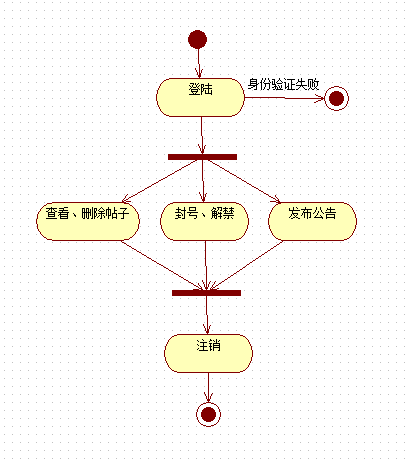 登陆
身份验证失败
查看、删除帖子
封号、解禁
发布公告
注销